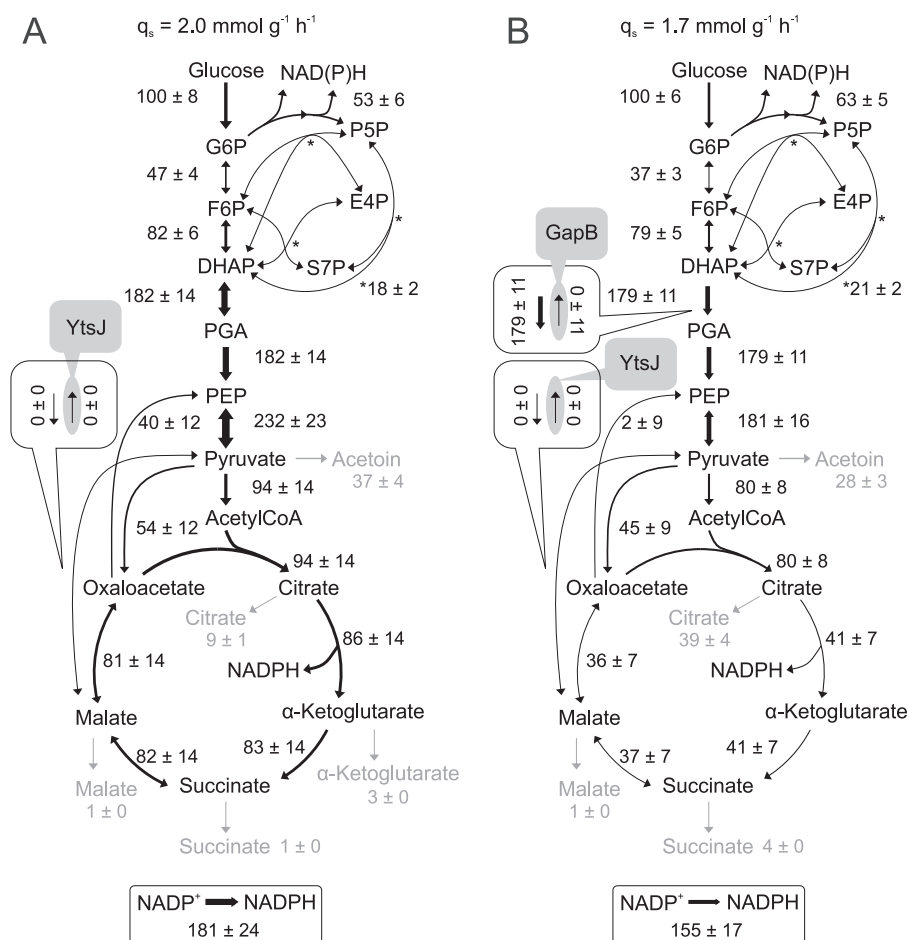 A
qs = 2.0 mmol g-1 h-1
Glucose
NAD(P)H
100 ± 8
53 ± 6
P5P
G6P
*
47 ± 4
E4P
F6P
*
*
82 ± 6
DHAP
S7P
*18 ± 2
182 ± 14
YtsJ
PGA
182 ± 14
0 ± 0
0 ± 0
PEP
40 ± 12
232 ± 23
Pyruvate
Acetoin
37 ± 4
94 ± 14
AcetylCoA
54 ± 12
94 ± 14
Oxaloacetate
Citrate
Citrate
9 ± 1
86 ± 14
81 ± 14
NADPH
Malate
α-Ketoglutarate
82 ± 14
83 ± 14
Malate
1 ± 0
Succinate
α-Ketoglutarate
3 ± 0
Succinate 1 ± 0
NADP+ NADPH
181 ± 24
B
qs = 1.7 mmol g-1 h-1
Glucose
NAD(P)H
100 ± 6
63 ± 5
P5P
G6P
*
37 ± 3
E4P
F6P
*
*
GapB
79 ± 5
DHAP
S7P
*21 ± 2
179 ± 11
0 ± 11
179 ± 11
PGA
YtsJ
179 ± 11
0 ± 0
0 ± 0
PEP
2 ± 9
181 ± 16
Pyruvate
Acetoin
28 ± 3
80 ± 8
AcetylCoA
45 ± 9
80 ± 8
Oxaloacetate
Citrate
Citrate
39 ± 4
41 ± 7
36 ± 7
NADPH
Malate
α-Ketoglutarate
37 ± 7
41 ± 7
Malate
1 ± 0
Succinate
Succinate 4 ± 0
NADP+ NADPH
155 ± 17